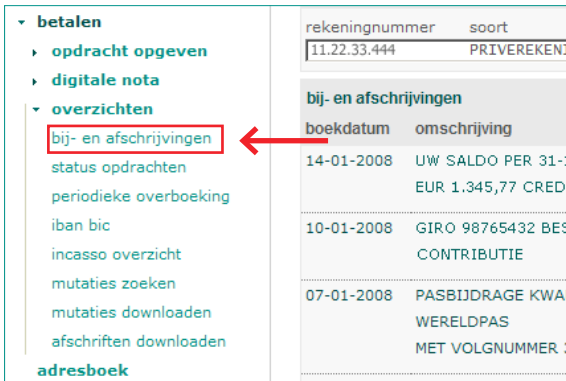 betalen
opdracht opgeven
digitale nota
overzichten
bij- en afschrijvingen
status opdrachten
periodieke overboeking
iban bic
incasso overzicht
mutaties zoeken
mutaties downloaden
afschriften downloaden
adresboek
rekeningnummer soort
11.22.33.444 PRIVEREKENI
bij- en afschrijvingen
boekdatum omschrijving
14-01-2008 UW SALDO PER 31-
EUR 1.345,77 CRED
10-01-2008 GIRO 98765432 BES
CONTRIBUTIE
07-01-2008 PASBIJDRAGE KWA
WERELDPAS
MET VOLGNUMMER